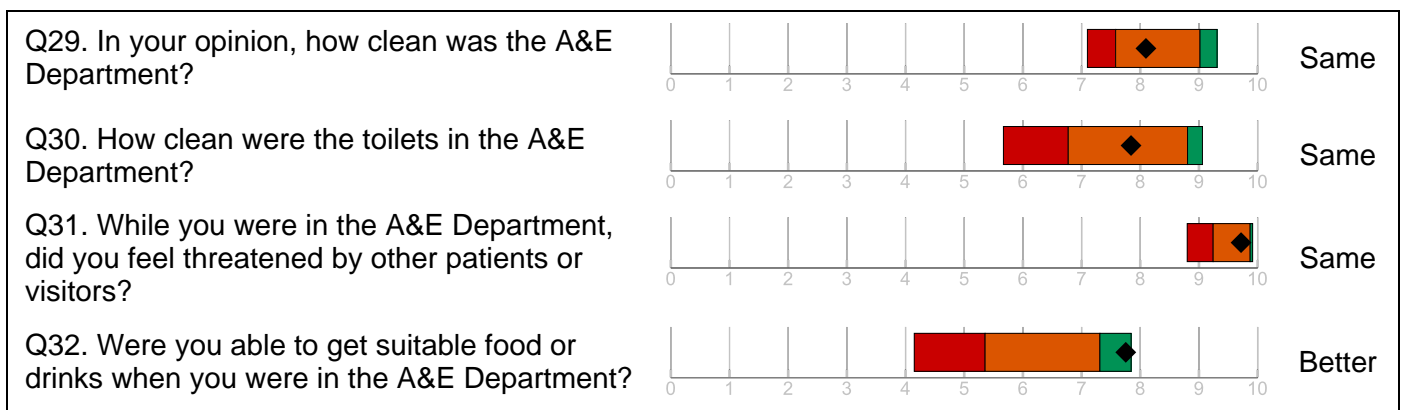 Q29. In your opinion, how clean was the A&E
Department?
Same
0 1 2 3 4 5 6 7 8 9 10
Q30. How clean were the toilets in the A&E
Department?
Same
0 1 2 3 4 5 6 7 8 9 10
Q31. While you were in the A&E Department,
did you feel threatened by other patients or
visitors?
Same
0 1 2 3 4 5 6 7 8 9 10
Q32. Were you able to get suitable food or
drinks when you were in the A&E Department?
Better
0 1 2 3 4 5 6 7 8 9 10